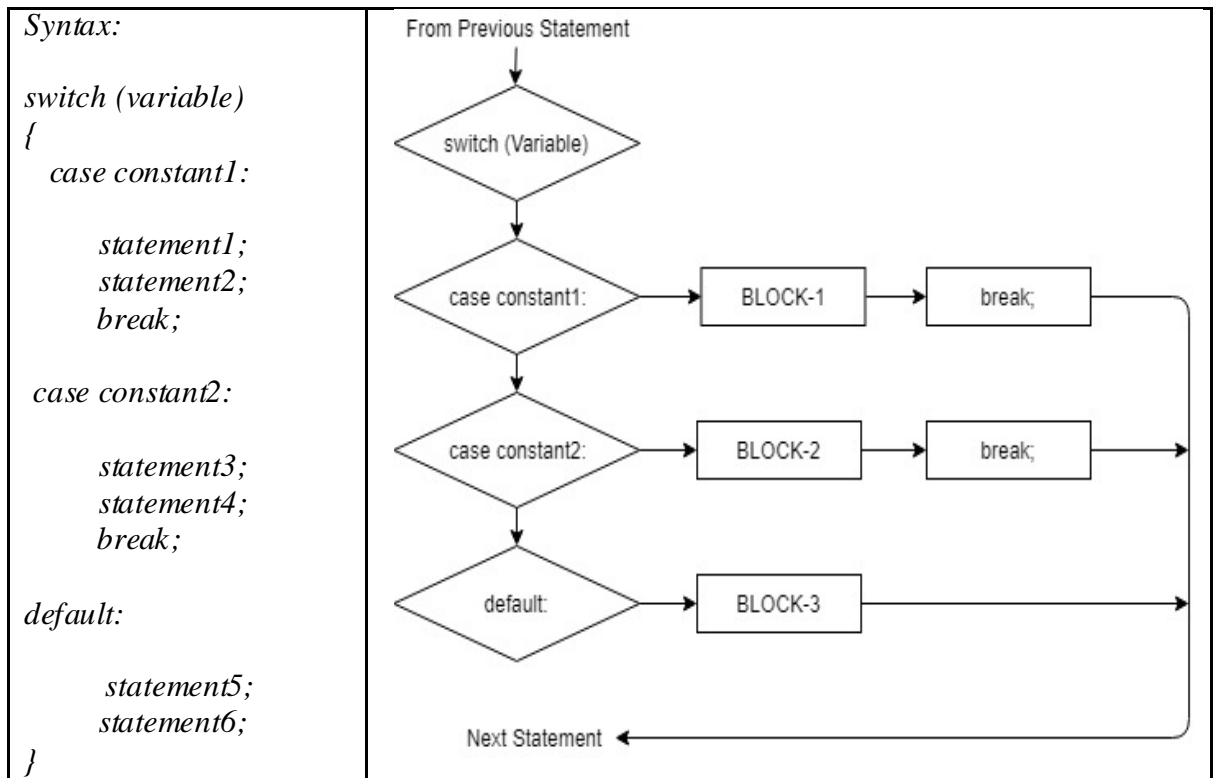 Syntax:
switch (variable)
{
case constant1:
statement1;
statement2;
break;
case constant2:
statement3;
statement4;
break;
default:
statement5;
statement6;
}
From Previous Statement
switch (Variable)
case constant1:
BLOCK-1
break;
case constant2:
BLOCK-2
break;
default:
BLOCK-3
Next Statement